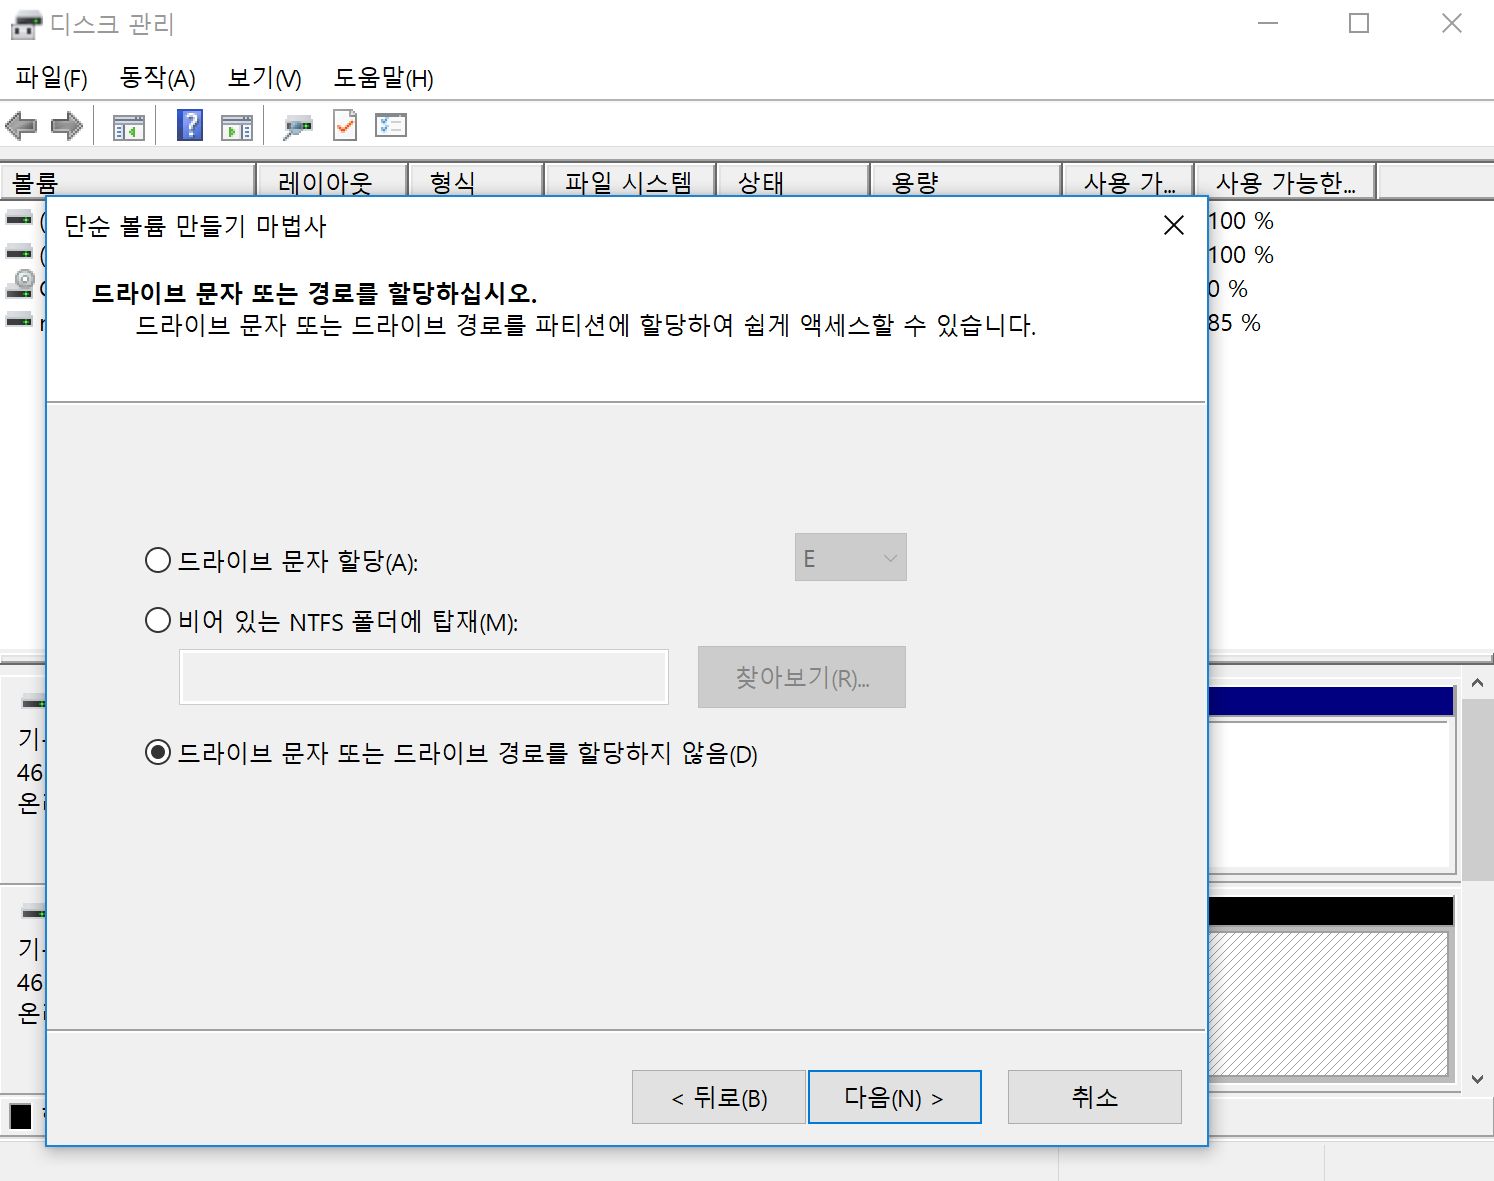 디스크 관리
파일(F) 동작(A) 보기(V) 도움말(H)
볼륨 레이아웃 형식 파일 시스템 상태 용량 사용 가... 사용 가능한...
100 %
100 %
0 %
85 %
단순 볼륨 만들기 마법사
드라이브 문자 또는 경로를 할당하십시오.
드라이브 문자 또는 드라이브 경로를 파티션에 할당하여 쉽게 액세스할 수 있습니다.
드라이브 문자 할당(A): E
비어 있는 NTFS 폴더에 탑재(M):
찾아보기(R)...
드라이브 문자 또는 드라이브 경로를 할당하지 않음(D)
46
46
< 뒤로(B) 다음(N) > 취소